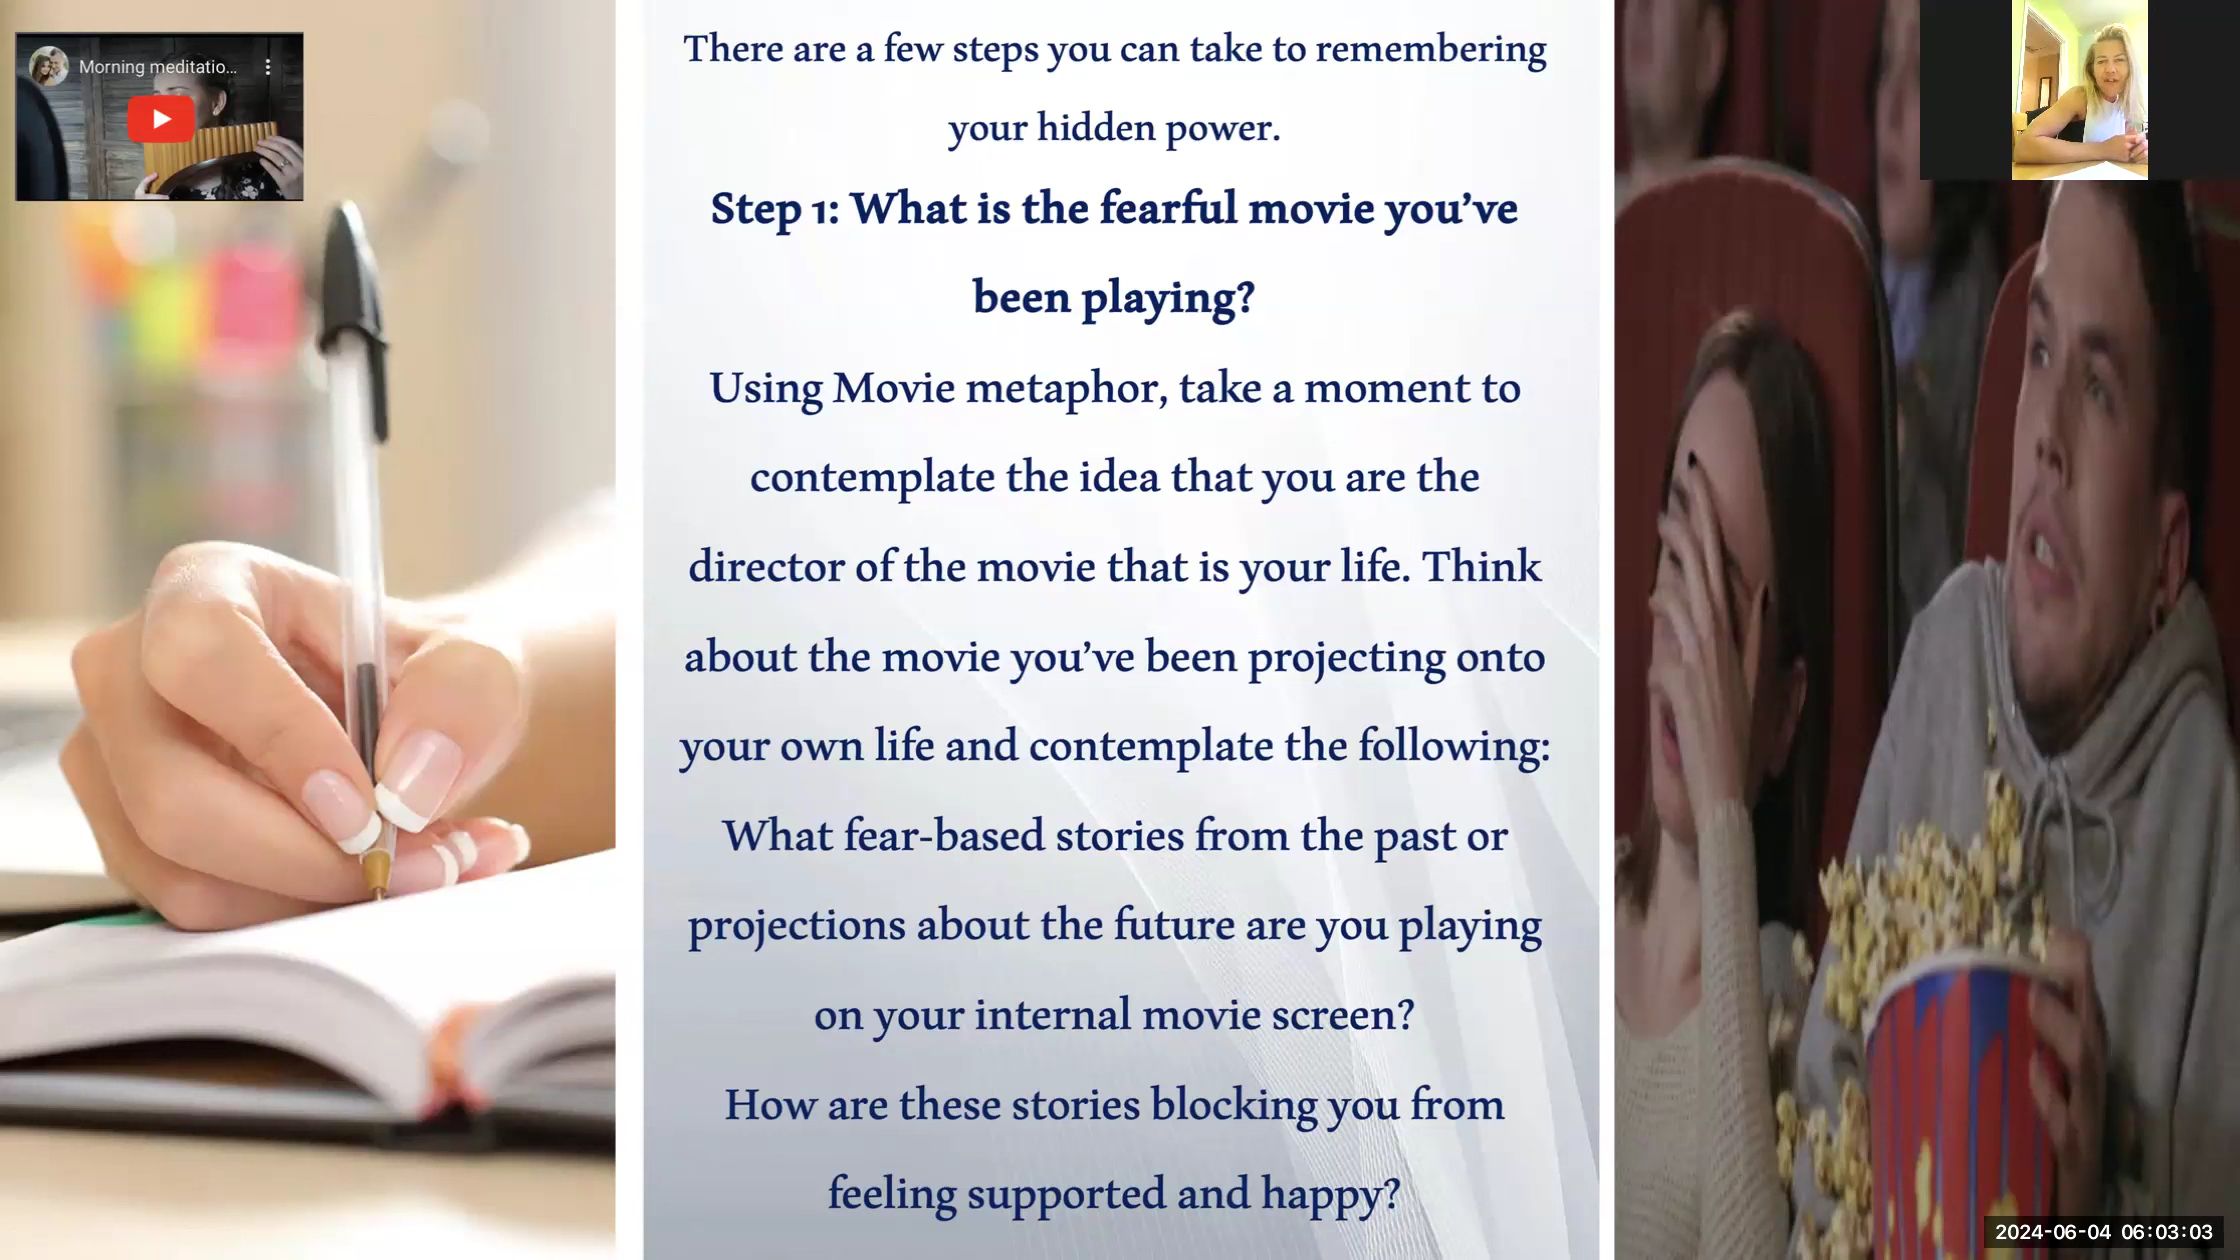 Morning meditatio...
There are a few steps you can take to remembering
your hidden power.
Step 1: What is the fearful movie you’ve
been playing?
Using Movie metaphor, take a moment to
contemplate the idea that you are the
director of the movie that is your life. Think
about the movie you’ve been projecting onto
your own life and contemplate the following:
What fear-based stories from the past or
projections about the future are you playing
on your internal movie screen?
How are these stories blocking you from
feeling supported and happy?
2024-06-04 06:03:03